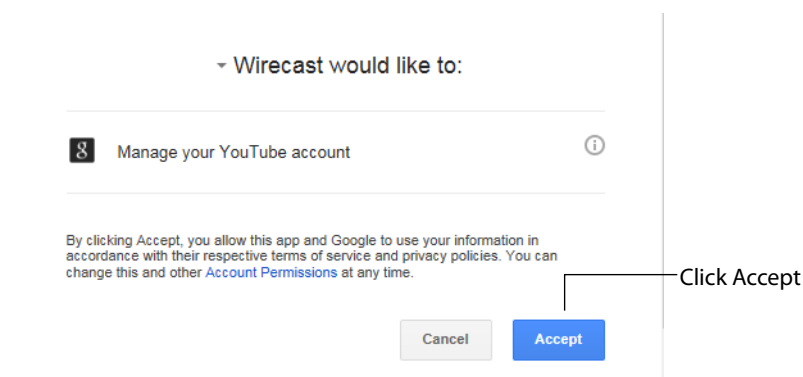 Wirecast would like to:
8 Manage your YouTube account i
By clicking Accept, you allow this app and Google to use your information in
accordance with their respective terms of service and privacy policies. You can
change this and other Account Permissions at any time.
Click Accept
Cancel Accept